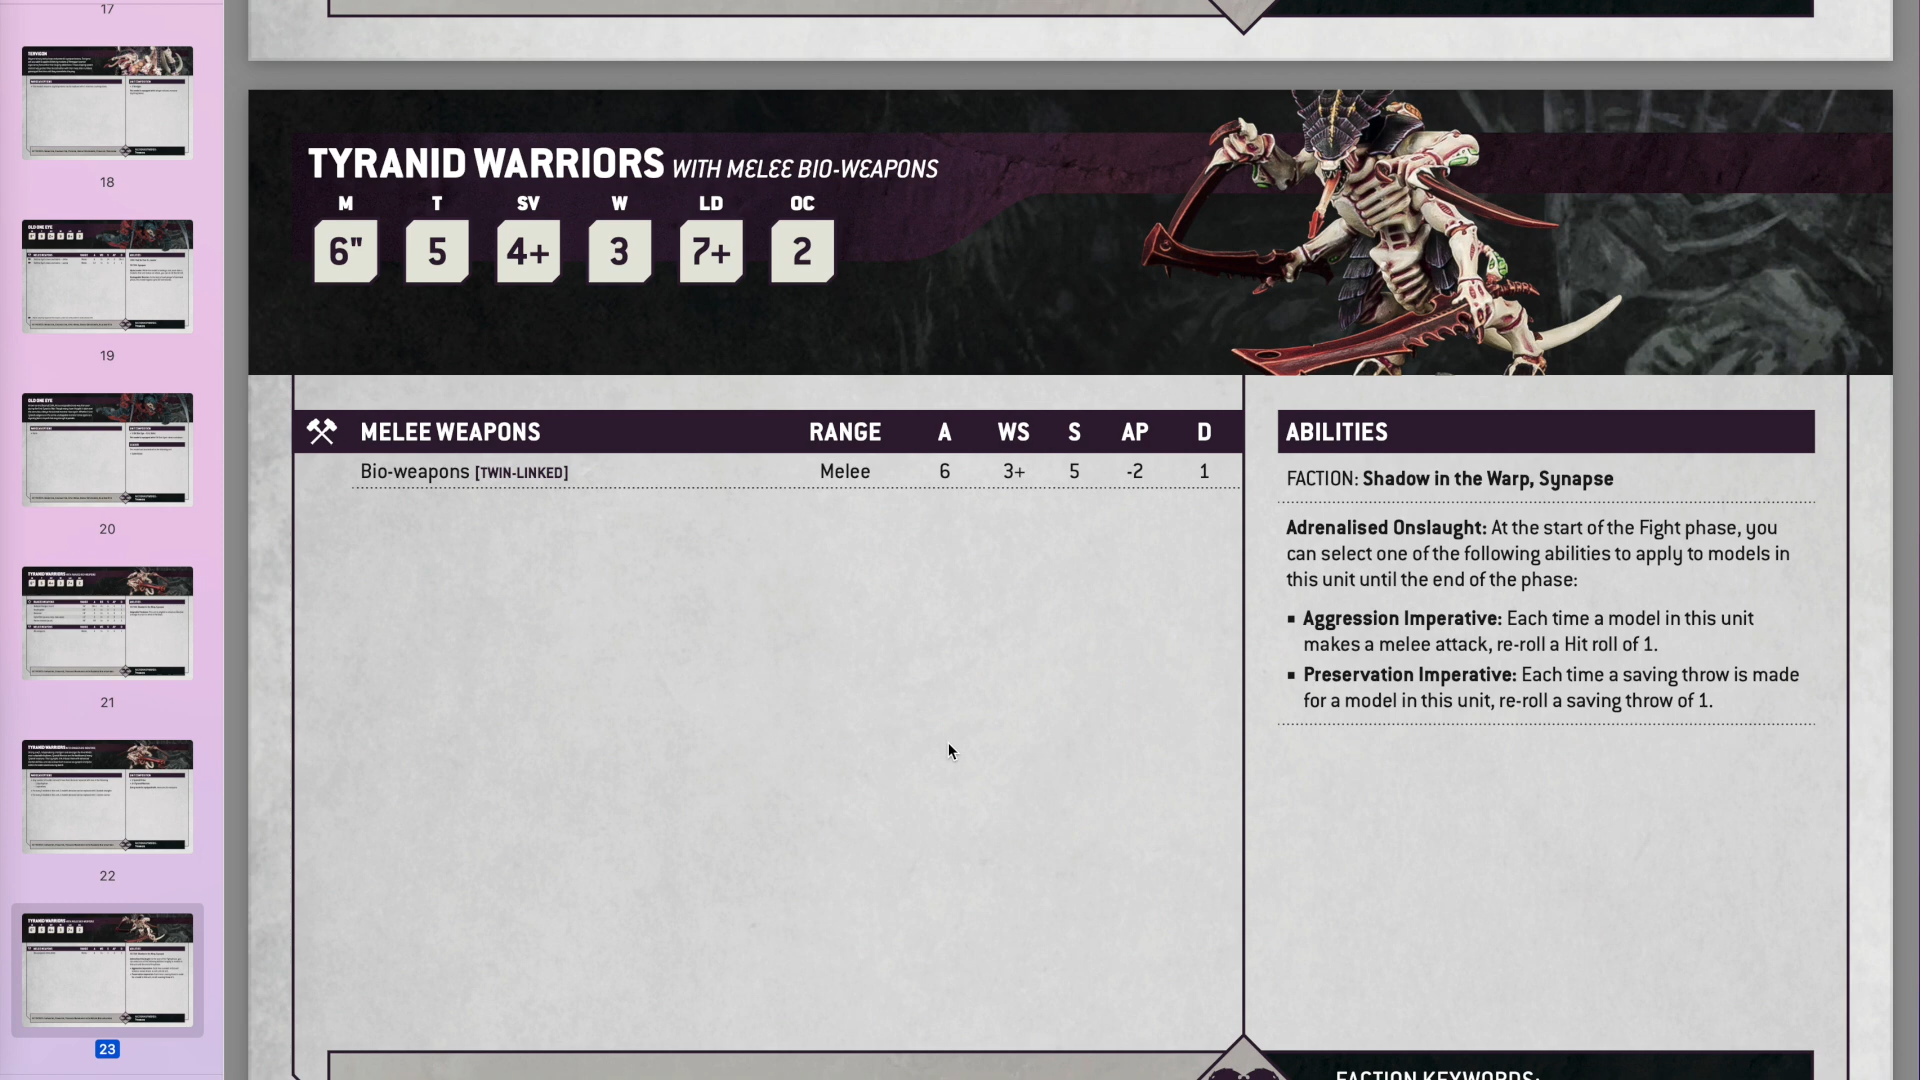 17
18
19
20
21
22
23
TYRANID WARRIORS WITH MELEE BIO-WEAPONS
M T SV W LD OC
6" 5 4+ 3 7+ 2
MELEE WEAPONS RANGE A WS S AP D
Bio-weapons [TWIN-LINKED] Melee 6 3+ 5 -2 1
ABILITIES
FACTION: Shadow in the Warp, Synapse
Adrenalised Onslaught: At the start of the Fight phase, you
can select one of the following abilities to apply to models in
this unit until the end of the phase:
▪ Aggression Imperative: Each time a model in this unit
makes a melee attack, re-roll a Hit roll of 1.
▪ Preservation Imperative: Each time a saving throw is made
for a model in this unit, re-roll a saving throw of 1.
FACTION KEYWORDS: